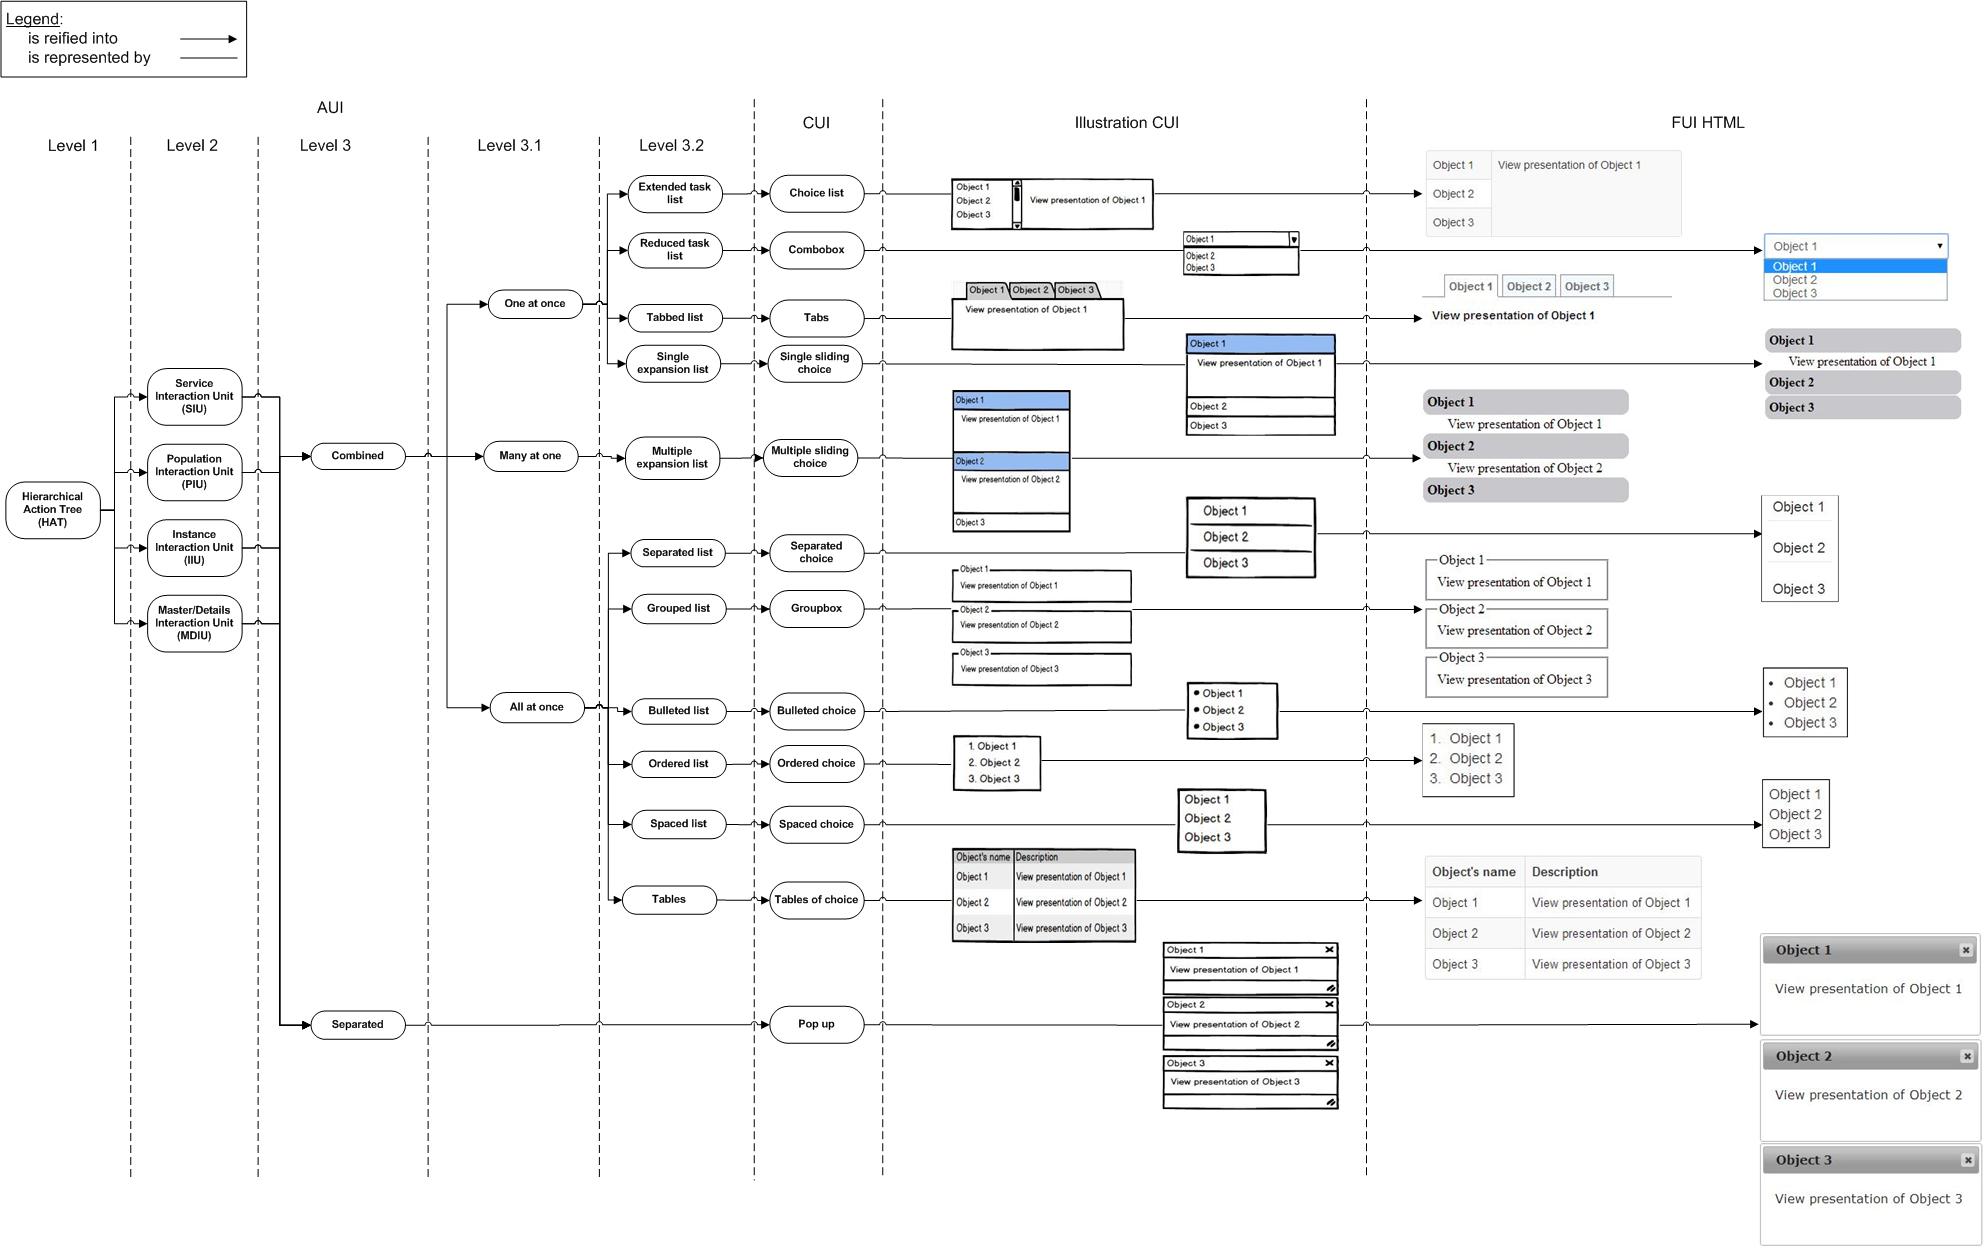 Legend:
is reified into
is represented by
AUI
CUI
Illustration CUI
FUI HTML
Level 1
Level 2
Level 3
Level 3.1
Level 3.2
Hierarchical
Action Tree
(HAT)
Service
Interaction Unit
(SIU)
Population
Interaction Unit
(PIU)
Instance
Interaction Unit
(IIU)
Master/Details
Interaction Unit
(MDIU)
Combined
Separated
One at once
Many at one
All at once
Extended task
list
Reduced task
list
Tabbed list
Single
expansion list
Multiple
expansion list
Separated list
Grouped list
Bulleted list
Ordered list
Spaced list
Tables
Choice list
Combobox
Tabs
Single sliding
choice
Multiple sliding
choice
Separated
choice
Groupbox
Bulleted choice
Ordered choice
Spaced choice
Tables of choice
Pop up
Object 1
Object 2
Object 3
View presentation of Object 1
Object 1
Object 2
Object 3
Object 1 Object 2 Object 3
View presentation of Object 1
Object 1
View presentation of Object 1
Object 2
Object 3
Object 1
View presentation of Object 1
Object 2
View presentation of Object 2
Object 3
Object 1
Object 2
Object 3
Object 1
View presentation of Object 1
Object 2
View presentation of Object 2
Object 3
View presentation of Object 3
• Object 1
• Object 2
• Object 3
1. Object 1
2. Object 2
3. Object 3
Object 1
Object 2
Object 3
Object's name Description
Object 1 View presentation of Object 1
Object 2 View presentation of Object 2
Object 3 View presentation of Object 3
Object 1
View presentation of Object 1
Object 2
View presentation of Object 2
Object 3
View presentation of Object 3
Object 1 View presentation of Object 1
Object 2
Object 3
Object 1
Object 1
Object 2
Object 3
Object 1 Object 2 Object 3
View presentation of Object 1
Object 1
View presentation of Object 1
Object 2
Object 3
Object 1
View presentation of Object 1
Object 2
View presentation of Object 2
Object 3
Object 1
Object 2
Object 3
Object 1
View presentation of Object 1
Object 2
View presentation of Object 2
Object 3
View presentation of Object 3
• Object 1
• Object 2
• Object 3
1. Object 1
2. Object 2
3. Object 3
Object 1
Object 2
Object 3
Object's name Description
Object 1 View presentation of Object 1
Object 2 View presentation of Object 2
Object 3 View presentation of Object 3
Object 1
View presentation of Object 1
Object 2
View presentation of Object 2
Object 3
View presentation of Object 3